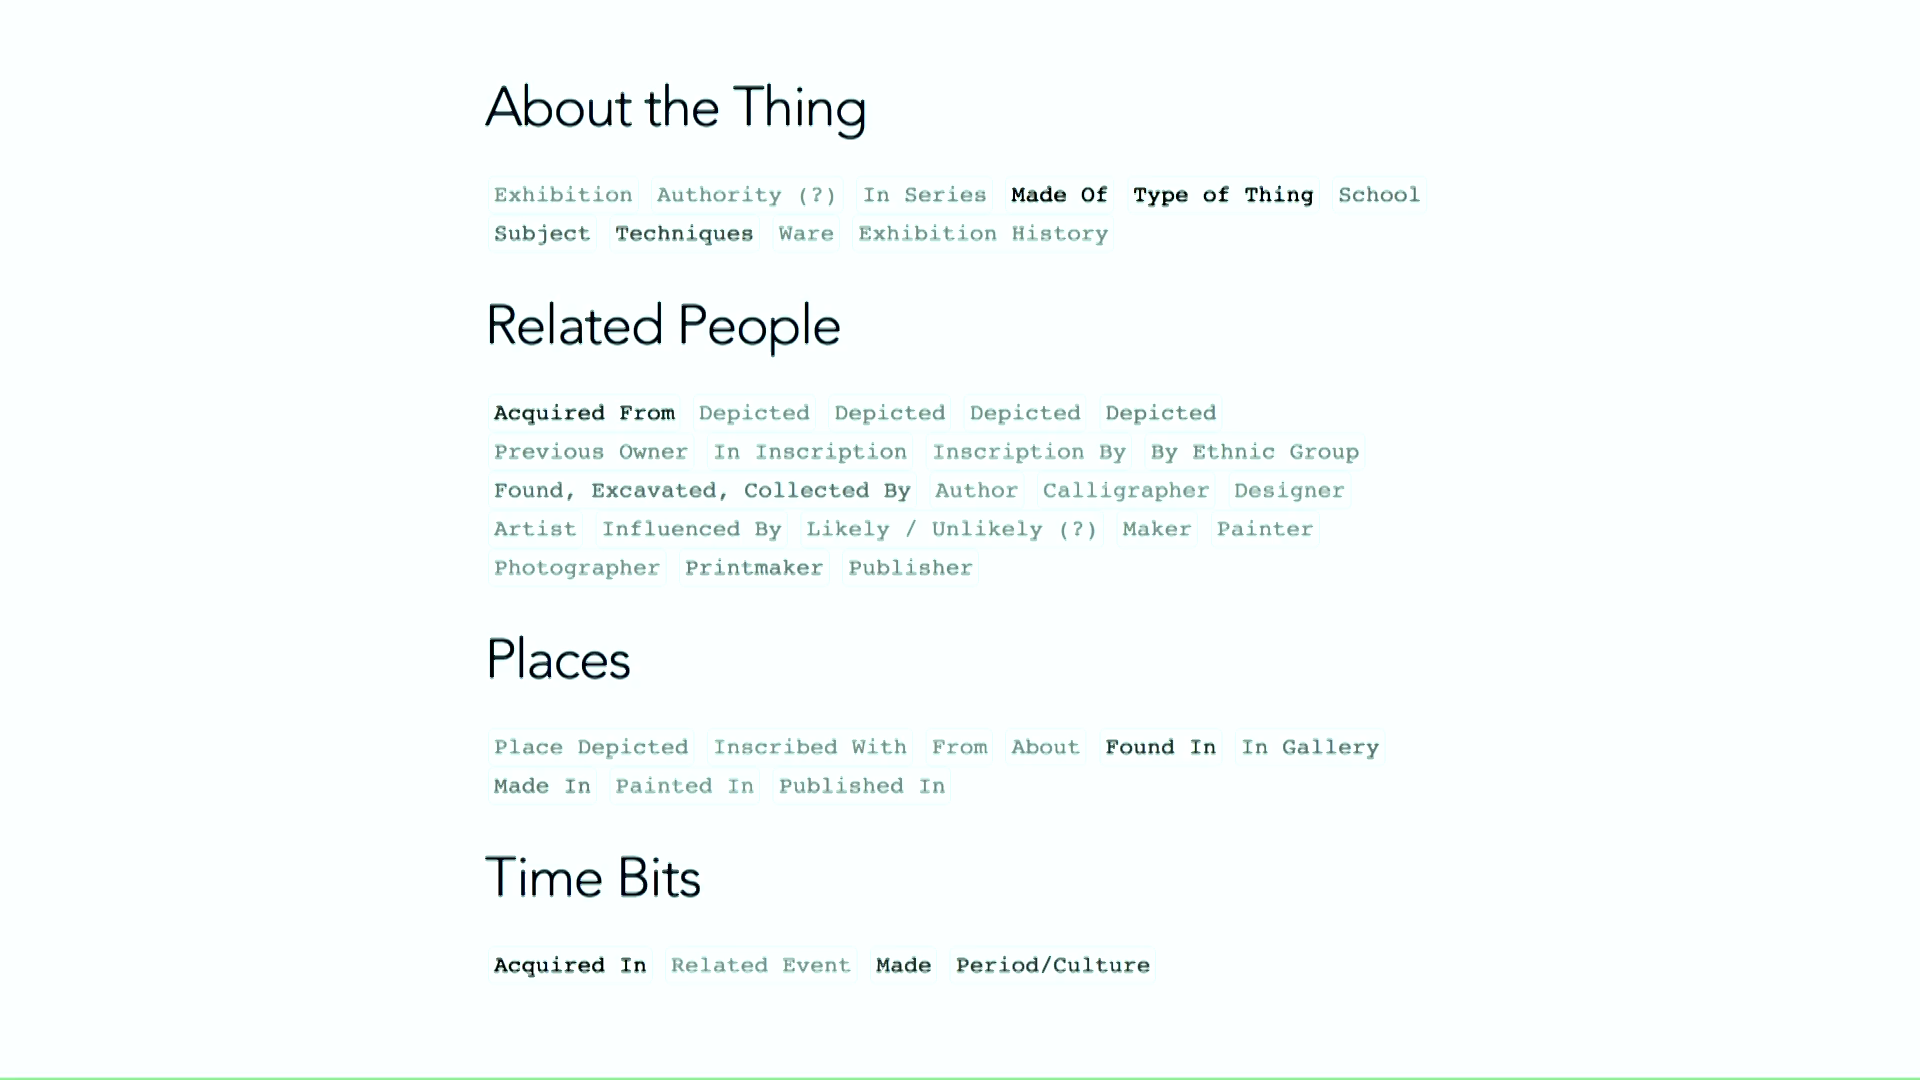 About the Thing
Exhibition Authority (?) In Series Made Of Type of Thing School
Subject Techniques Ware Exhibition History
Related People
Acquired From Depicted Depicted Depicted Depicted
Previous Owner In Inscription Inscription By By Ethnic Group
Found, Excavated, Collected By Author Calligrapher Designer
Artist Influenced By Likely / Unlikely (?) Maker Painter
Photographer Printmaker Publisher
Places
Place Depicted Inscribed With From About Found In In Gallery
Made In Painted In Published In
Time Bits
Acquired In Related Event Made Period/Culture